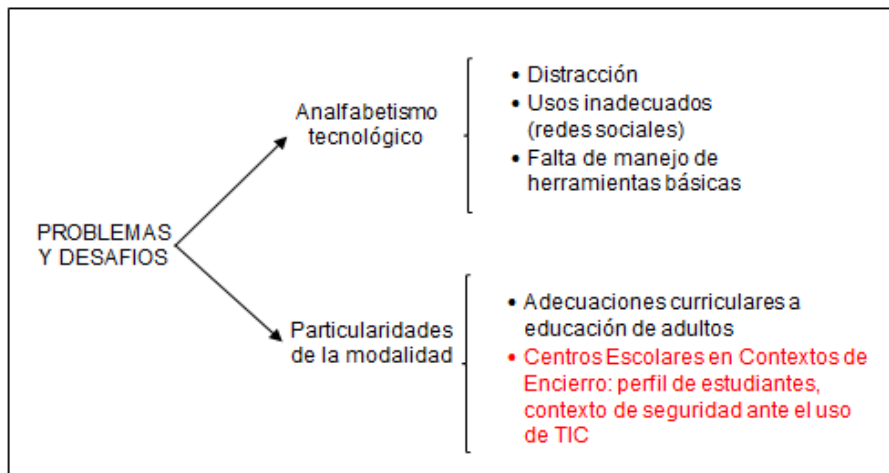 PROBLEMAS
Y DESAFIOS
Analfabetismo
tecnológico
• Distracción
• Usos inadecuados
(redes sociales)
• Falta de manejo de
herramientas básicas
Particularidades
de la modalidad
• Adecuaciones curriculares a
educación de adultos
• Centros Escolares en Contextos de
Encierro: perfil de estudiantes,
contexto de seguridad ante el uso
de TIC